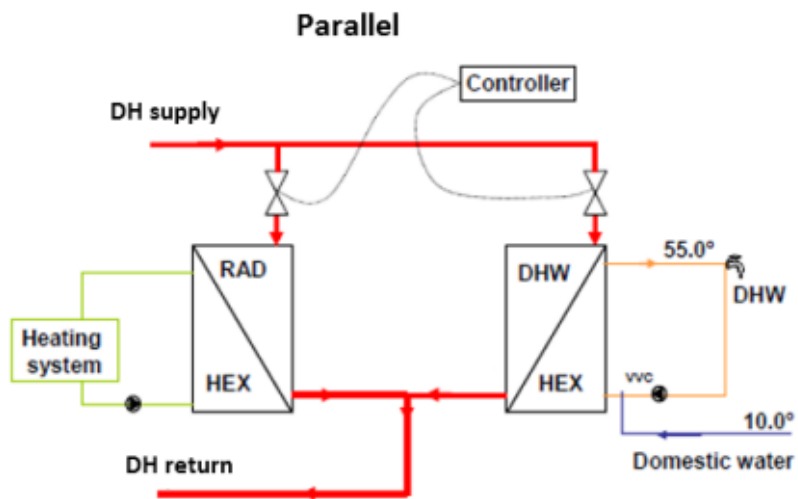 Parallel
Controller
DH supply
RAD
HEX
Heating
system
DHW
HEX
55.0°
DHW
vvc
10.0°
Domestic water
DH return